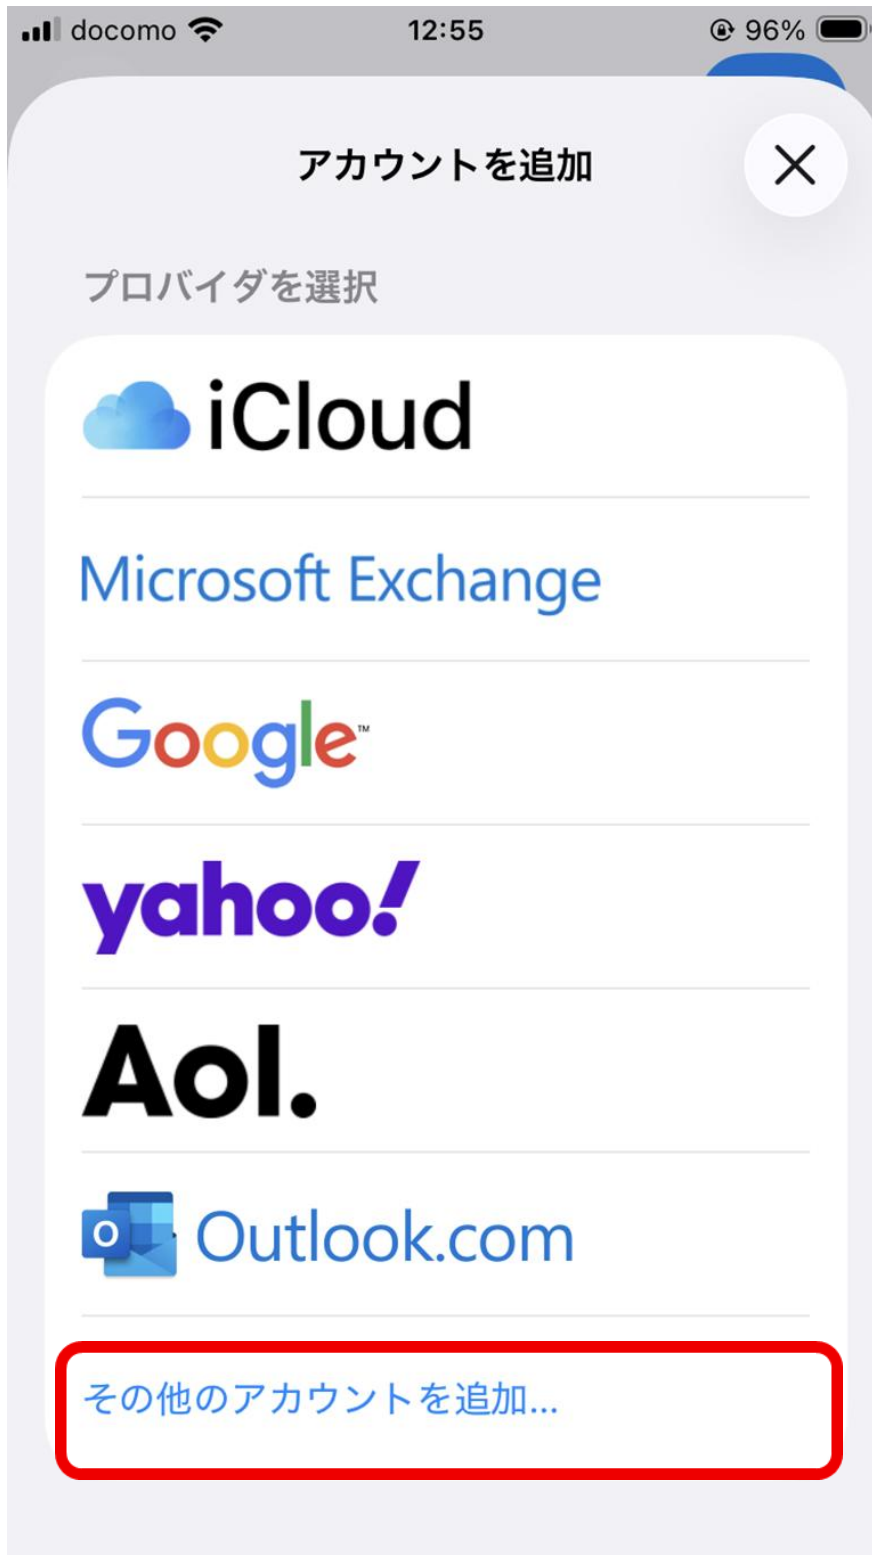 docomo 12:55 96%
アカウントを追加
プロバイダを選択
iCloud
Microsoft Exchange
Google™
yahoo!
Aol.
Outlook.com
その他のアカウントを追加...